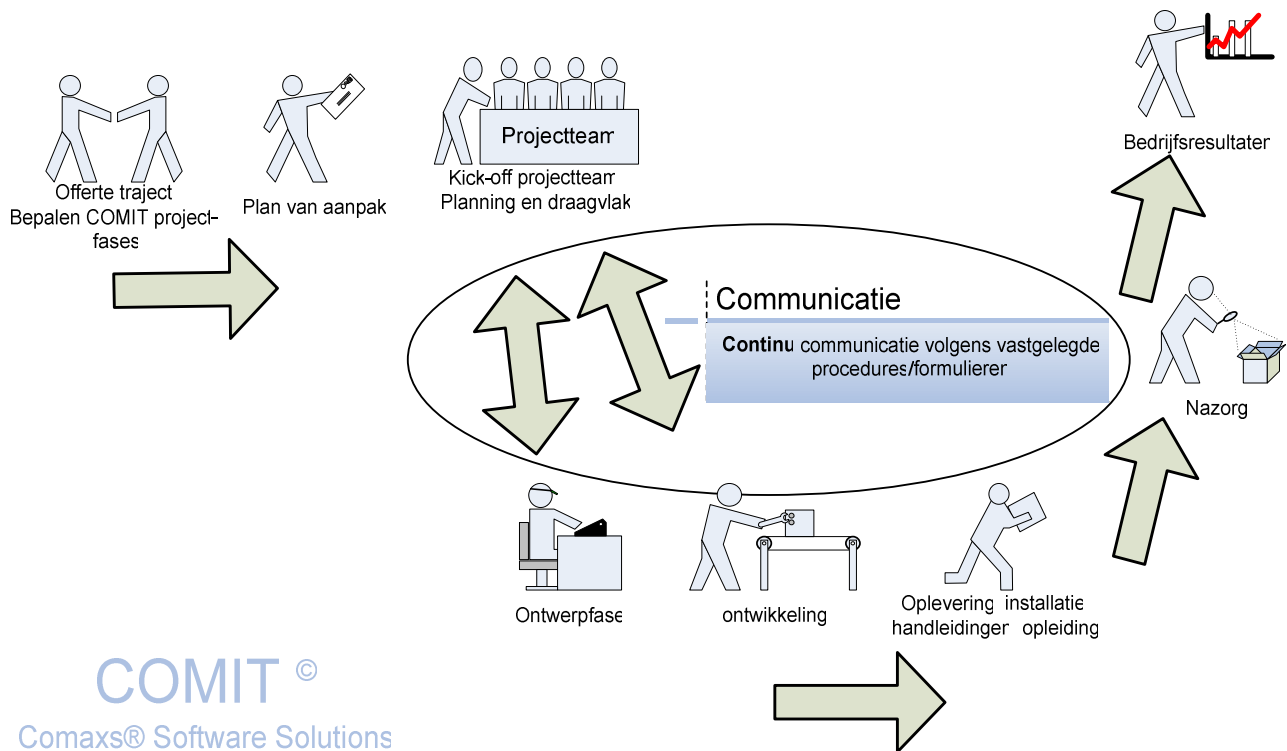 Offerte traject
Bepalen COMIT project-
fases
Plan van aanpak
Projectteam
Kick-off projectteam
Planning en draagvlak
Bedrijfsresultaten
Communicatie
Continu communicatie volgens vastgelegde
procedures/formulieren
Nazorg
Ontwerpfase
ontwikkeling
Oplevering installatie
handleidingen opleiding
COMIT ©
Comaxs® Software Solutions